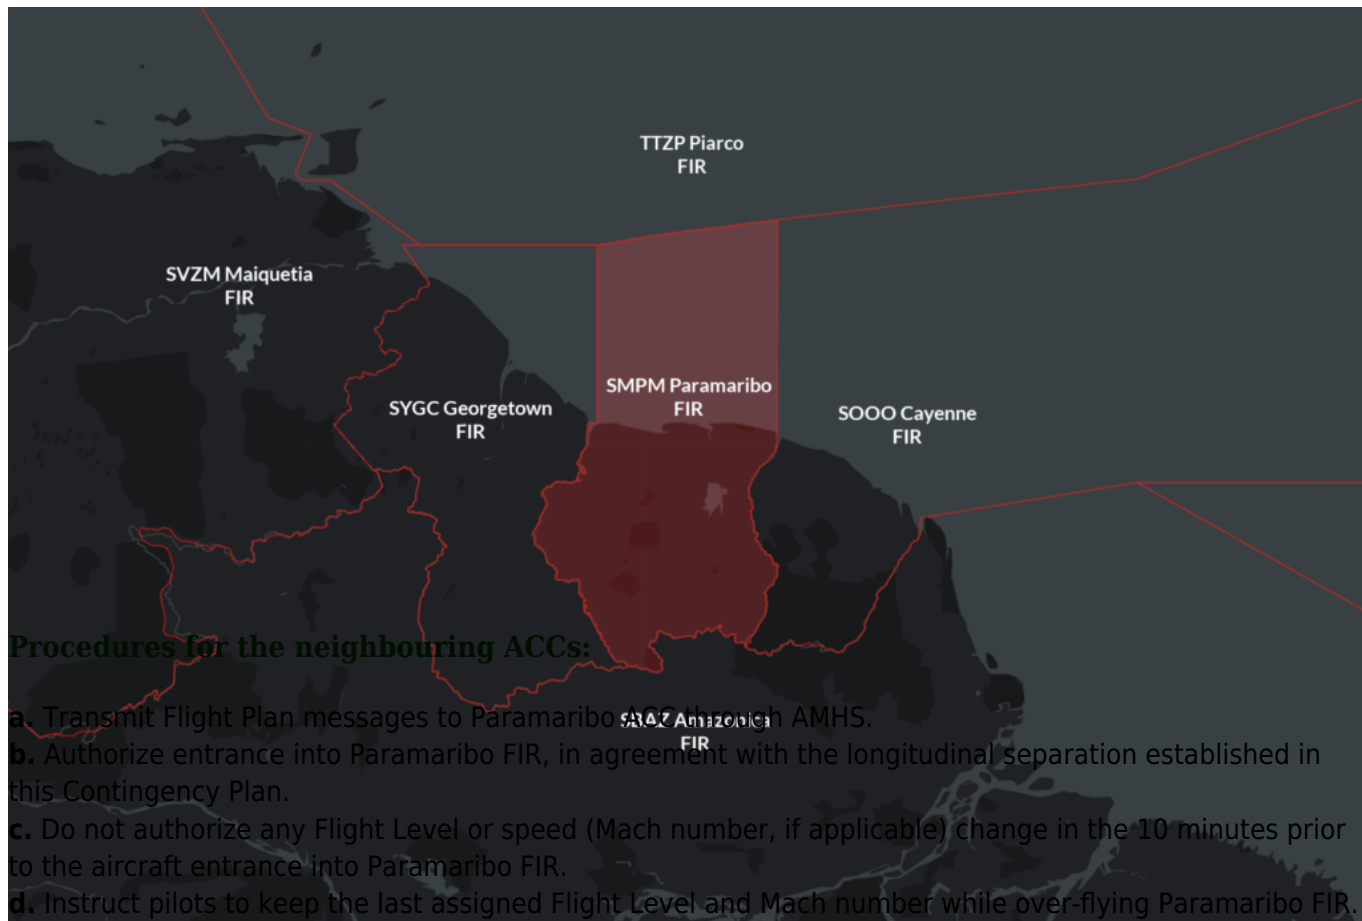 TTZP Piarco
FIR
SVZM Maiquetia
FIR
SMPM Paramaribo
FIR
SYGC Georgetown
FIR
SOOO Cayenne
FIR
Procedures for the neighbouring ACCs:
a. Transmit Flight Plan messages to Paramaribo ACC through AMHS.
SBAZ Amazonica
FIR
b. Authorize entrance into Paramaribo FIR, in agreement with the longitudinal separation established in
this Contingency Plan.
c. Do not authorize any Flight Level or speed (Mach number, if applicable) change in the 10 minutes prior
to the aircraft entrance into Paramaribo FIR.
d. Instruct pilots to keep the last assigned Flight Level and Mach number while over-flying Paramaribo FIR.